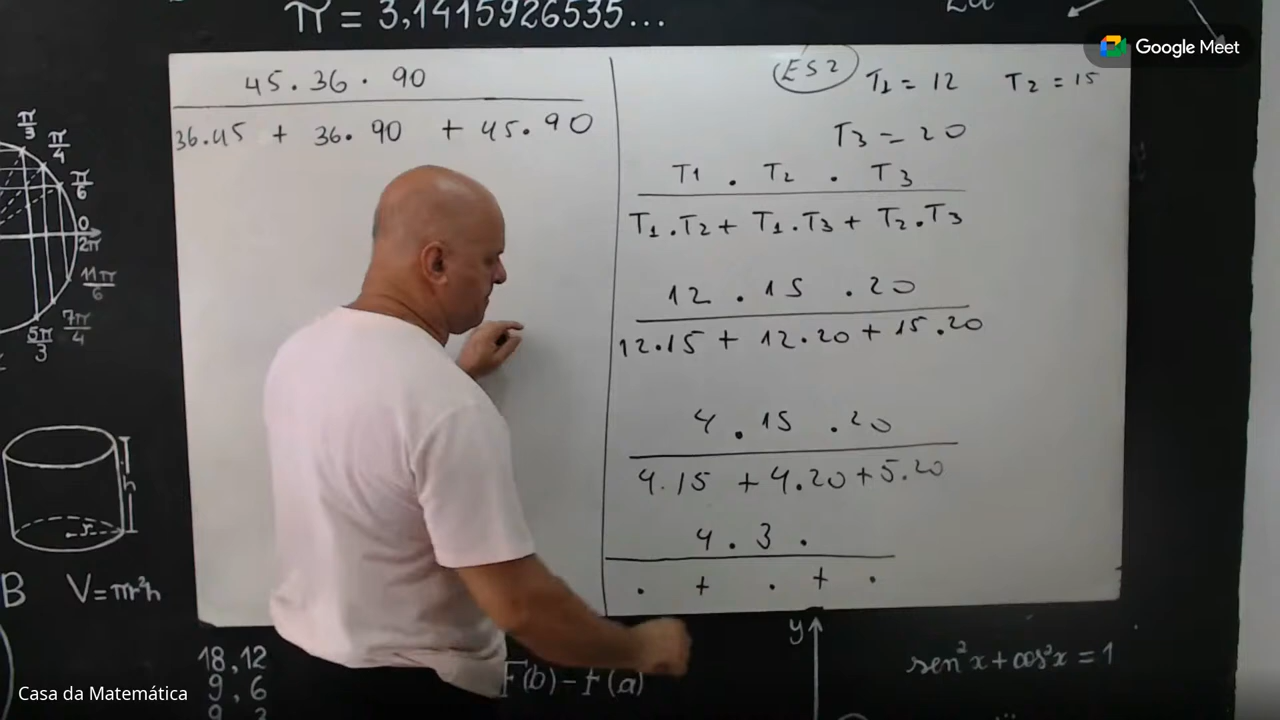 π = 3,1415926535...
Google Meet
45.36.90
36.45 + 36.90 + 45.90
ES2 T1 = 12 T2 = 15
T3 = 20
T1 . T2 . T3
T1.T2 + T1.T3 + T2.T3
12 . 15 . 20
12.15 + 12.20 + 15.20
4 . 15 . 20
4.15 + 4.20 + 5.20
4 . 3 .
. + . + .
π/3
π/4
π/6
0
2π
11π/6
7π/4
5π/3
h
r
B V=πr²h
18,12
9,6
F(b) - F(a)
y
sen²x + cos²x = 1
Casa da Matemática